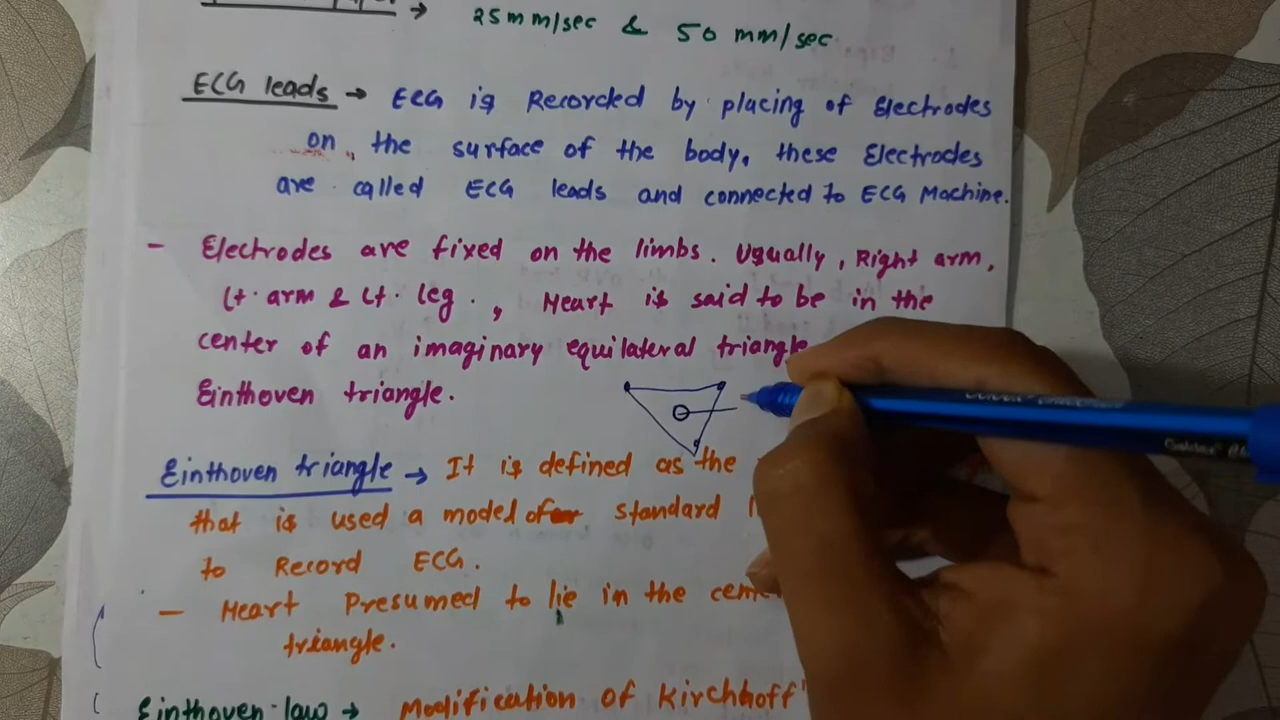 → 25mm/sec & 50 mm/sec
ECG leads → ECG is Recorded by placing of Electrodes
on the surface of the body, these Electrodes
are called ECG leads and connected to ECG Machine.
- Electrodes are fixed on the limbs. Usually, Right arm,
Lt. arm & Lt. leg., Heart is said to be in the
center of an imaginary equilateral triangle
Einthoven triangle.
Einthoven triangle → It is defined as the
that is used a model of standard
to Record ECG.
- Heart Presumed to lie in the
triangle.
Einthoven law → Modification of Kirchhoff'